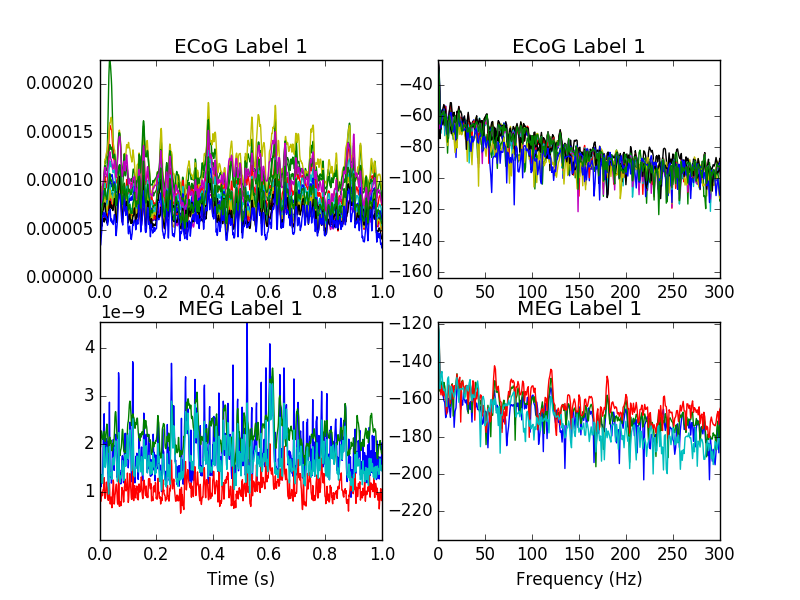 ECoG Label 1
0.00020
0.00015
0.00010
0.00005
0.00000
0.0 0.2 0.4 0.6 0.8 1.0
ECoG Label 1
−40
−60
−80
−100
−120
−140
−160
0 50 100 150 200 250 300
1e−9
MEG Label 1
4
3
2
1
0.0 0.2 0.4 0.6 0.8 1.0
Time (s)
MEG Label 1
−120
−140
−160
−180
−200
−220
0 50 100 150 200 250 300
Frequency (Hz)